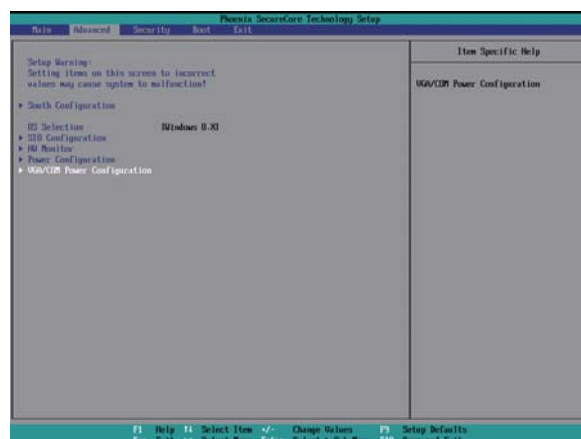 Phoenix SecureCore Technology Setup
Main Advanced Security Boot Exit
Item Specific Help
Setup Warning:
Setting items on this screen to incorrect
values may cause system to malfunction!
VGA/COM Power Configuration
▸ South Configuration
OS Selection [Windows 8.X]
▸ SIO Configuration
▸ HW Monitor
▸ Power Configuration
▸ VGA/COM Power Configuration
F1 Help ↑↓ Select Item +/- Change Values F9 Setup Defaults